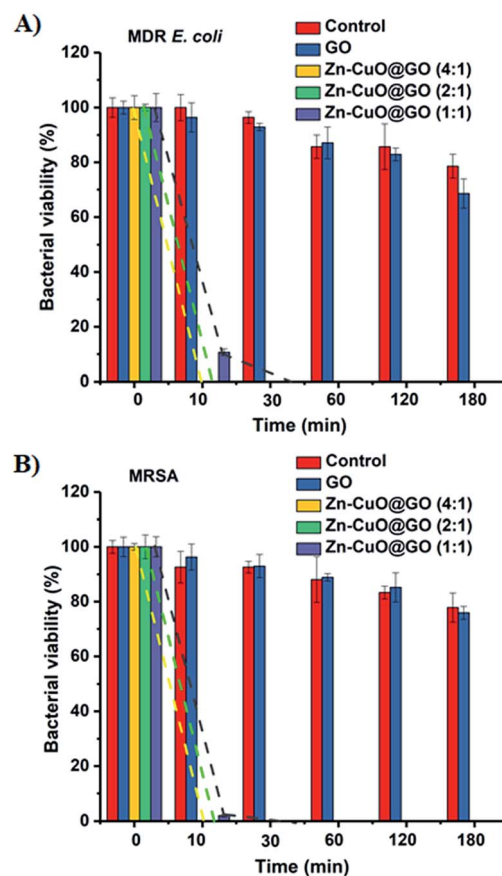 A)
MDR E. coli
Control
GO
Zn-CuO@GO (4:1)
Zn-CuO@GO (2:1)
Zn-CuO@GO (1:1)
Bacterial viability (%)
120
100
80
60
40
20
0
0 10 30 60 120 180
Time (min)
B)
MRSA
Control
GO
Zn-CuO@GO (4:1)
Zn-CuO@GO (2:1)
Zn-CuO@GO (1:1)
Bacterial viability (%)
120
100
80
60
40
20
0
0 10 30 60 120 180
Time (min)